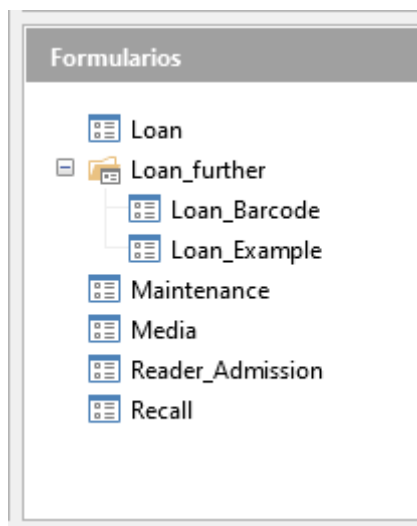 Formularios
Loan
Loan_further
Loan_Barcode
Loan_Example
Maintenance
Media
Reader_Admission
Recall